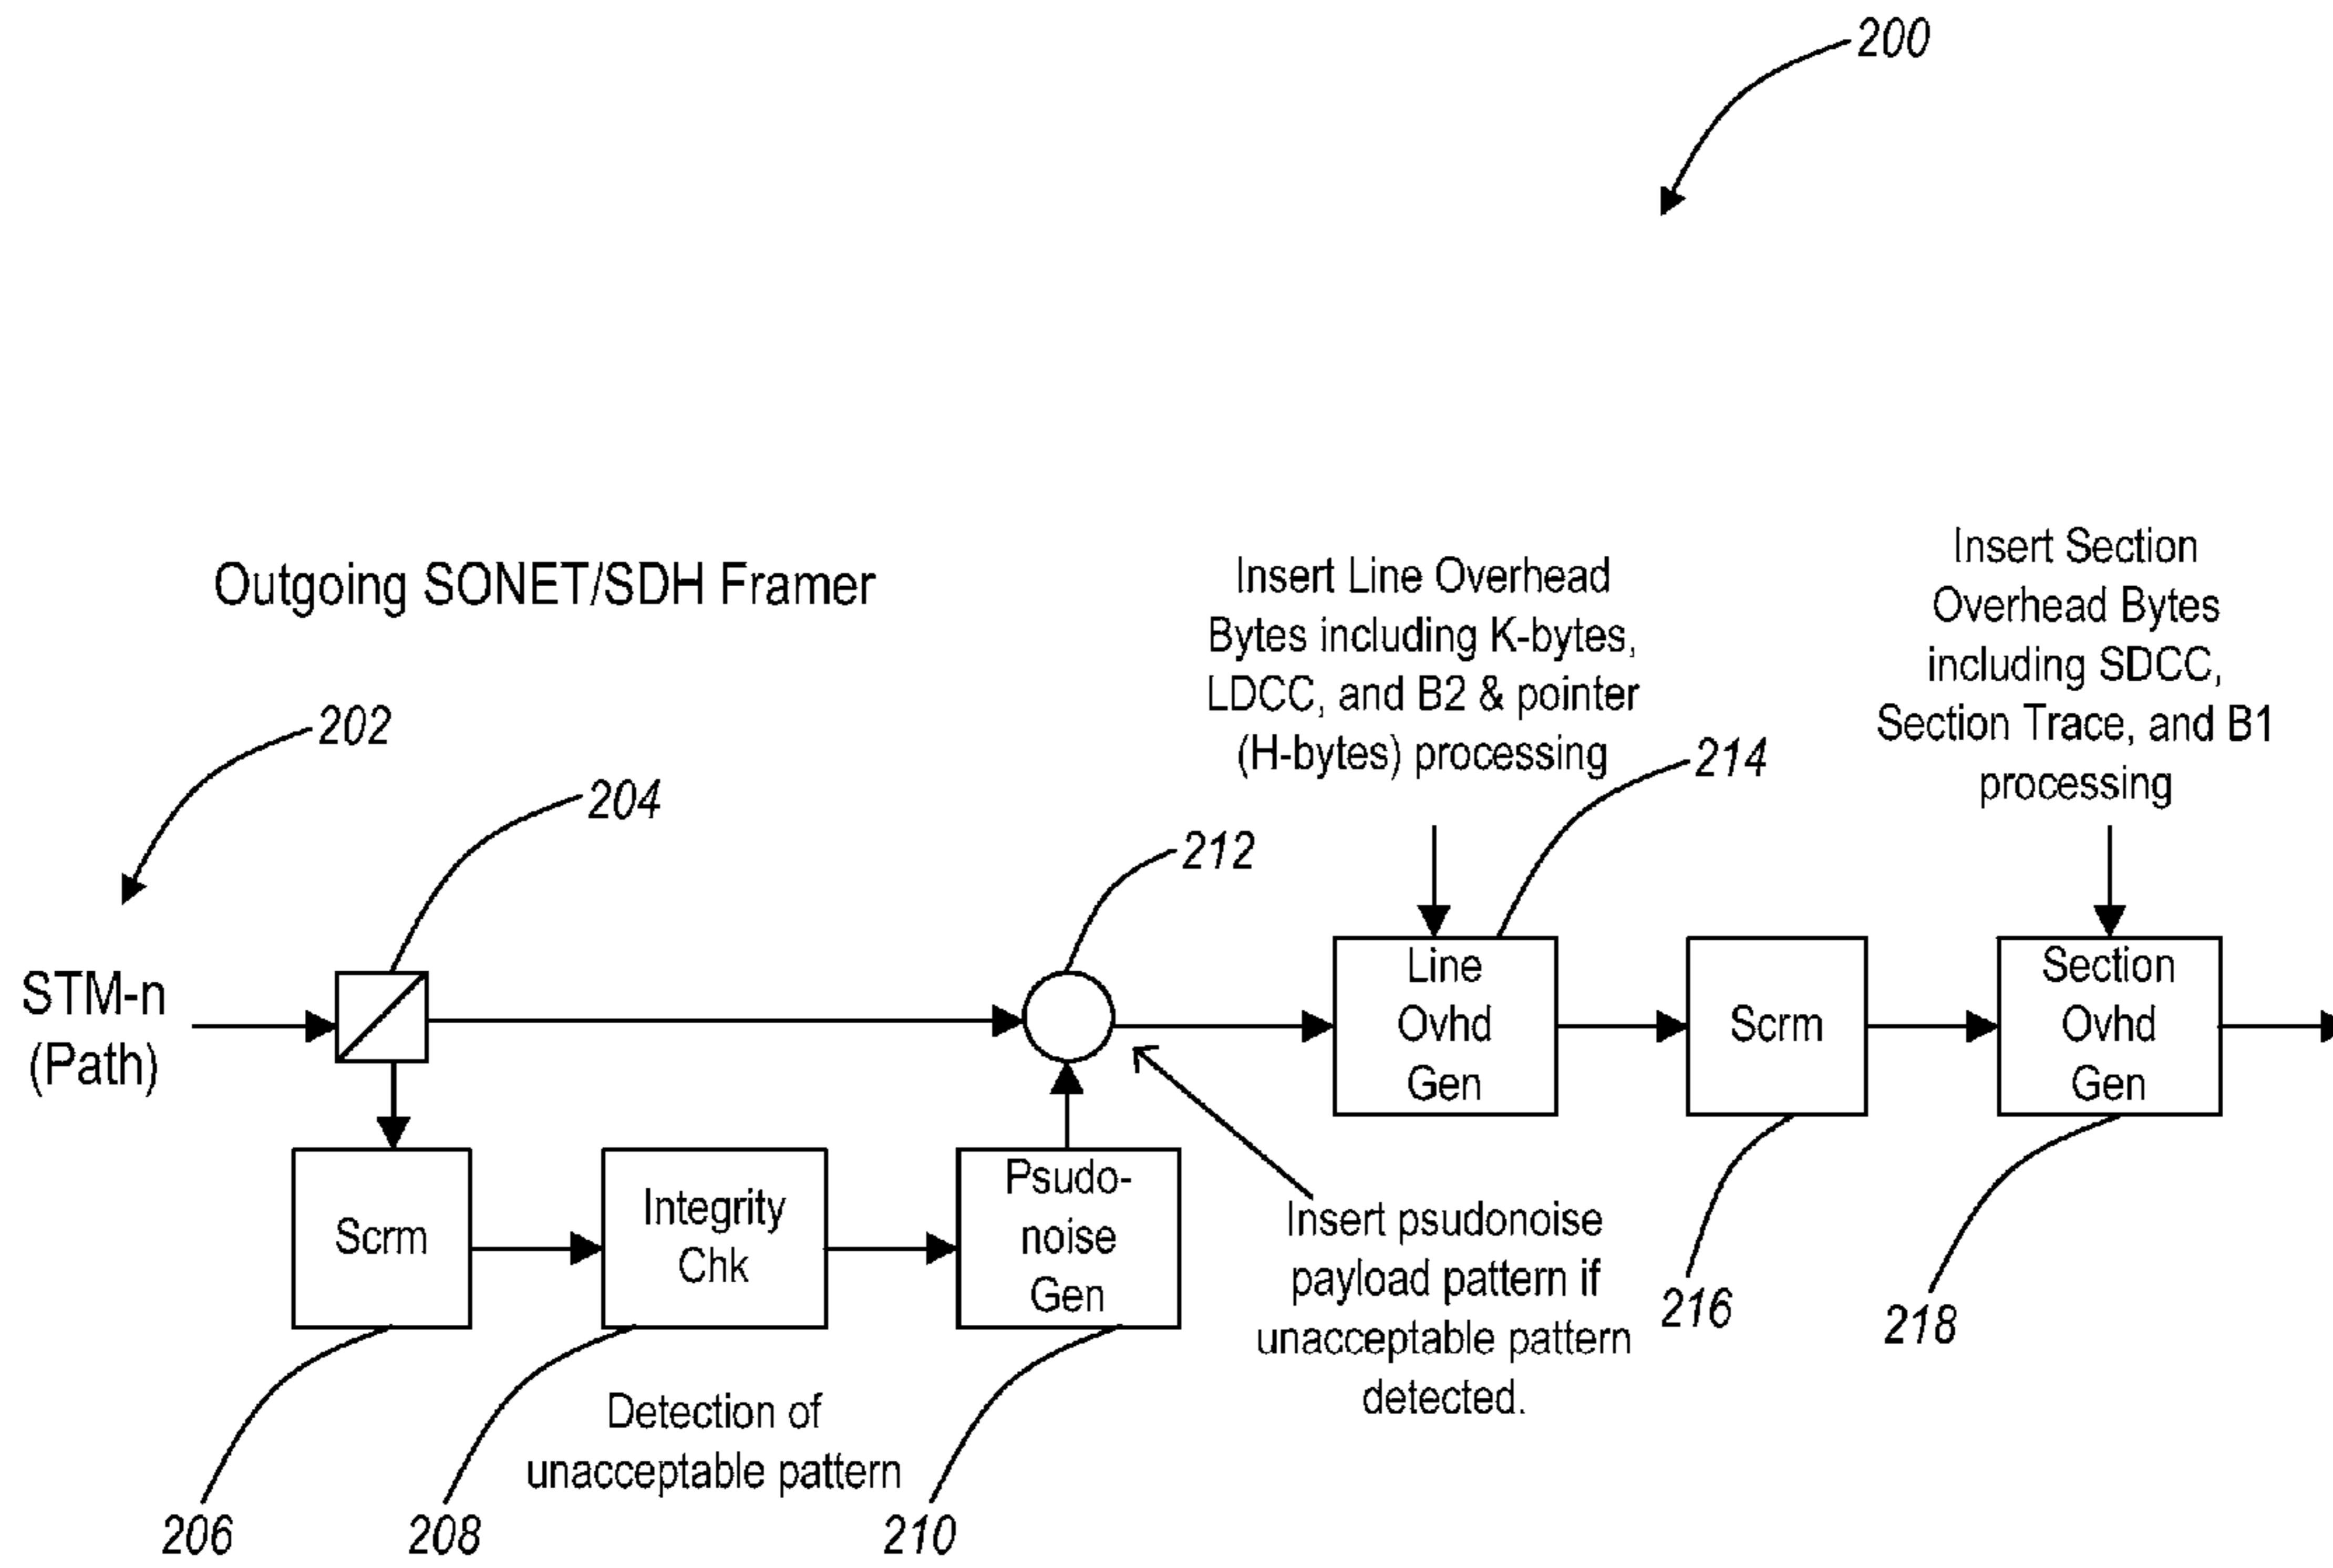 200
Outgoing SONET/SDH Framer
Insert Line Overhead
Bytes including K-bytes,
LDCC, and B2 & pointer
(H-bytes) processing
Insert Section
Overhead Bytes
including SDCC,
Section Trace, and B1
processing
202
204
212
214
STM-n
(Path)
Line
Ovhd
Gen
Scrm
Section
Ovhd
Gen
Scrm
Integrity
Chk
Psudo-
noise
Gen
Insert psudonoise
payload pattern if
unacceptable pattern
detected.
216
218
Detection of
unacceptable pattern
206
208
210